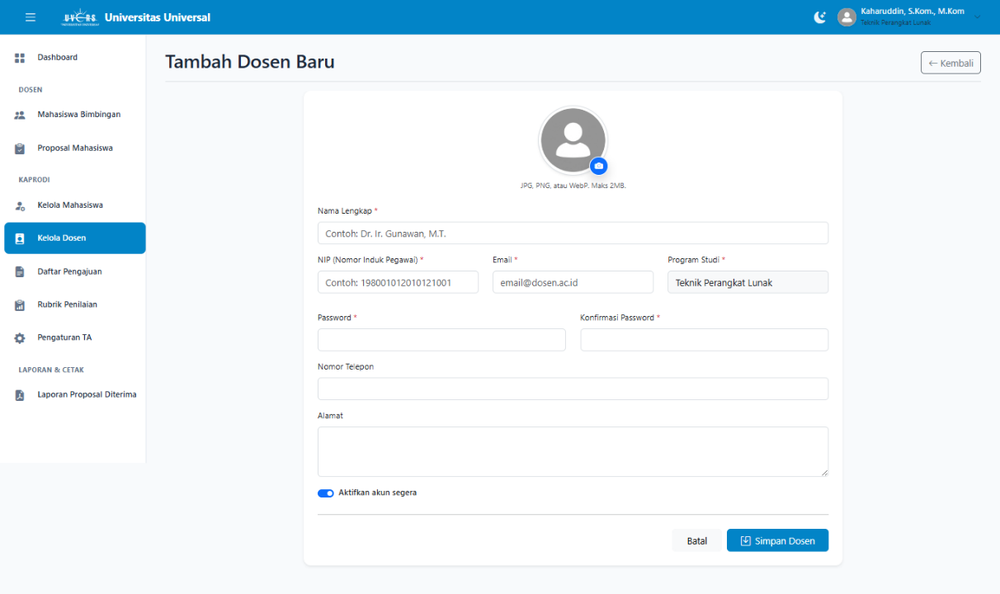 UVERS
UNIVERSITAS UNIVERSAL
Universitas Universal
Kaharuddin, S.Kom., M.Kom
Teknik Perangkat Lunak
Dashboard
DOSEN
Mahasiswa Bimbingan
Proposal Mahasiswa
KAPRODI
Kelola Mahasiswa
Kelola Dosen
Daftar Pengajuan
Rubrik Penilaian
Pengaturan TA
LAPORAN & CETAK
Laporan Proposal Diterima
Tambah Dosen Baru
← Kembali
JPG, PNG, atau WebP. Maks 2MB.
Nama Lengkap *
Contoh: Dr. Ir. Gunawan, M.T.
NIP (Nomor Induk Pegawai) * Email * Program Studi *
Contoh: 198001012010121001 email@dosen.ac.id Teknik Perangkat Lunak
Password * Konfirmasi Password *
Nomor Telepon
Alamat
Aktifkan akun segera
Batal Simpan Dosen